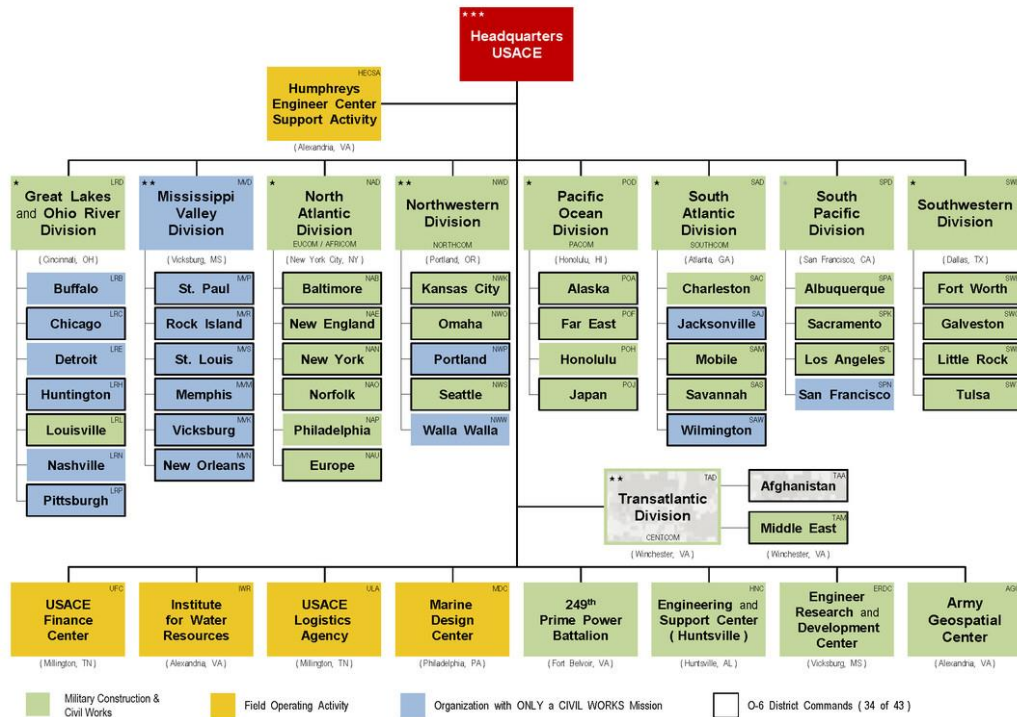 ★★★
Headquarters
USACE
HECSA
Humphreys
Engineer Center
Support Activity
(Alexandria, VA)
★ LRD
Great Lakes
and Ohio River
Division
(Cincinnati, OH)
LRB
Buffalo
LRC
Chicago
LRE
Detroit
LRH
Huntington
LRL
Louisville
LRN
Nashville
LRP
Pittsburgh
★★ MVD
Mississippi
Valley
Division
(Vicksburg, MS)
MVP
St. Paul
MVR
Rock Island
MVS
St. Louis
MVM
Memphis
MVK
Vicksburg
MVN
New Orleans
★ NAD
North
Atlantic
Division
EUCOM / AFRICOM
(New York City, NY)
NAB
Baltimore
NAE
New England
NAN
New York
NAO
Norfolk
NAP
Philadelphia
NAU
Europe
★★ NWD
Northwestern
Division
NORTHCOM
(Portland, OR)
NWK
Kansas City
NWO
Omaha
NWP
Portland
NWS
Seattle
NWW
Walla Walla
★ POD
Pacific
Ocean
Division
PACOM
(Honolulu, HI)
POA
Alaska
POF
Far East
POH
Honolulu
POJ
Japan
★ SAD
South
Atlantic
Division
SOUTHCOM
(Atlanta, GA)
SAC
Charleston
SAJ
Jacksonville
SAM
Mobile
SAS
Savannah
SAW
Wilmington
★ SPD
South
Pacific
Division
(San Francisco, CA)
SPA
Albuquerque
SPK
Sacramento
SPL
Los Angeles
SPN
San Francisco
★
Southwestern
Division
(Dallas, TX)
Fort Worth
Galveston
Little Rock
Tulsa
★★ TAD
Transatlantic
Division
CENTCOM
(Winchester, VA)
TAA
Afghanistan
TAM
Middle East
(Winchester, VA)
UFC
USACE
Finance
Center
(Millington, TN)
IWR
Institute
for Water
Resources
(Alexandria, VA)
ULA
USACE
Logistics
Agency
(Millington, TN)
MDC
Marine
Design
Center
(Philadelphia, PA)
249th
Prime Power
Battalion
(Fort Belvoir, VA)
HNC
Engineering and
Support Center
(Huntsville)
(Huntsville, AL)
ERDC
Engineer
Research and
Development
Center
(Vicksburg, MS)
Army
Geospatial
Center
(Alexandria, VA)
Military Construction &
Civil Works
Field Operating Activity
Organization with ONLY a CIVIL WORKS Mission
O-6 District Commands (34 of 43)